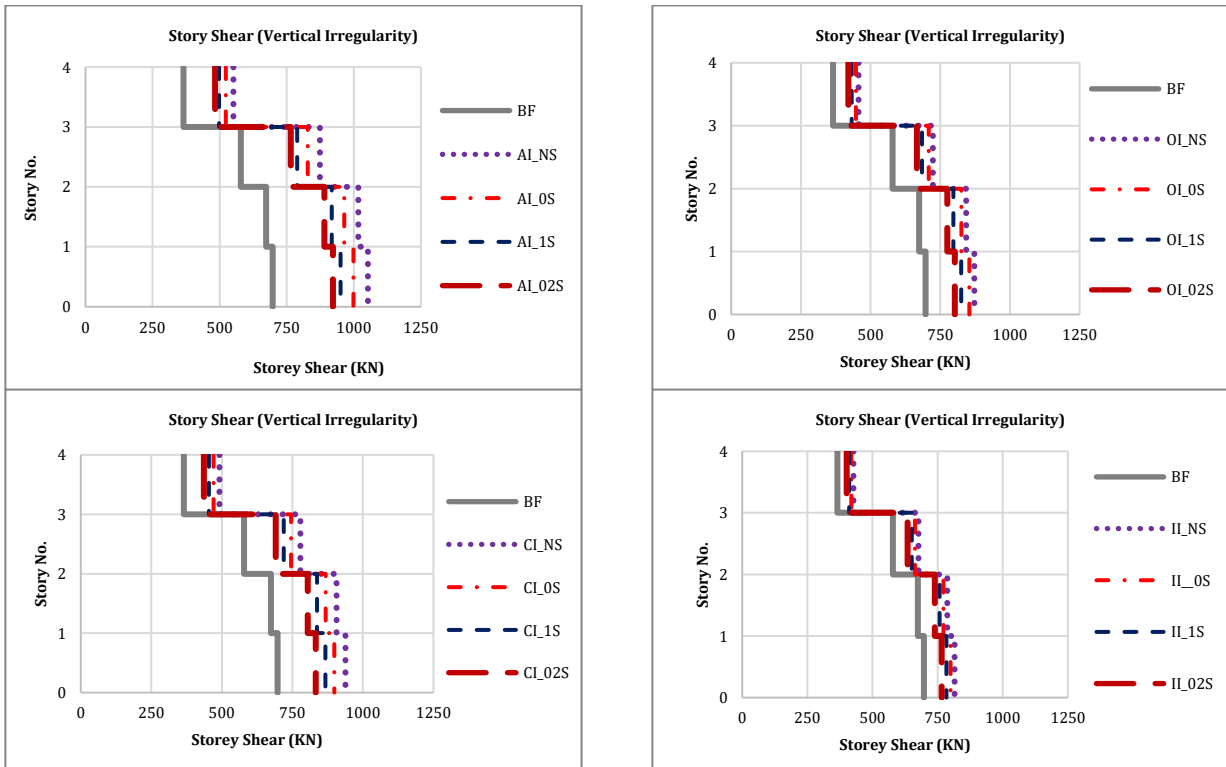 Story Shear (Vertical Irregularity)
4
3
2
1
0
Story No.
0 250 500 750 1000 1250
Storey Shear (KN)
BF
AI_NS
AI_0S
AI_1S
AI_02S
Story Shear (Vertical Irregularity)
4
3
2
1
0
Story No.
0 250 500 750 1000 1250
Storey Shear (KN)
BF
OI_NS
OI_0S
OI_1S
OI_02S
Story Shear (Vertical Irregularity)
4
3
2
1
0
Story No.
0 250 500 750 1000 1250
Storey Shear (KN)
BF
CI_NS
CI_0S
CI_1S
CI_02S
Story Shear (Vertical Irregularity)
4
3
2
1
0
Story No.
0 250 500 750 1000 1250
Storey Shear (KN)
BF
II_NS
II__0S
II_1S
II_02S